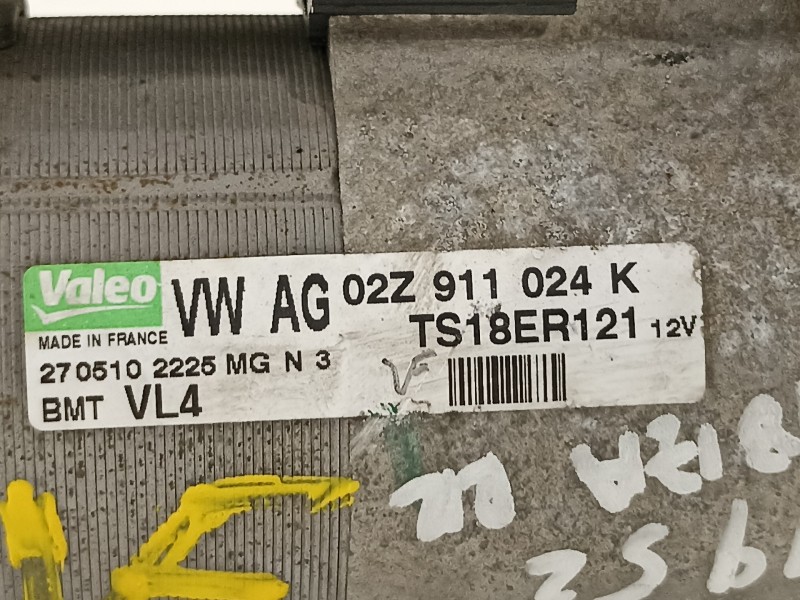 Valeo VW AG 02Z 911 024 K
MADE IN FRANCE TS18ER121 12V
270510 2225 MG N 3
BMT VL4